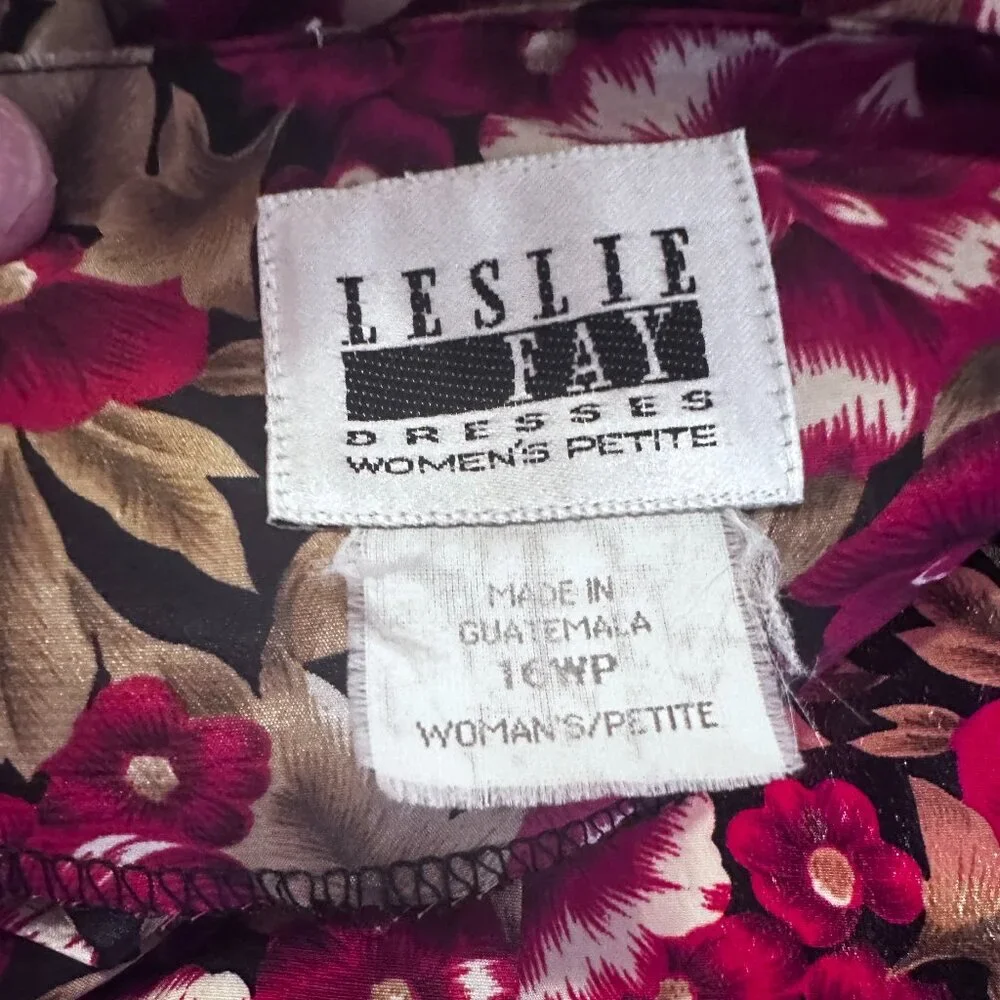 LESLIE
FAY
DRESSES
WOMEN'S PETITE
MADE IN
GUATEMALA
16WP
WOMAN'S/PETITE